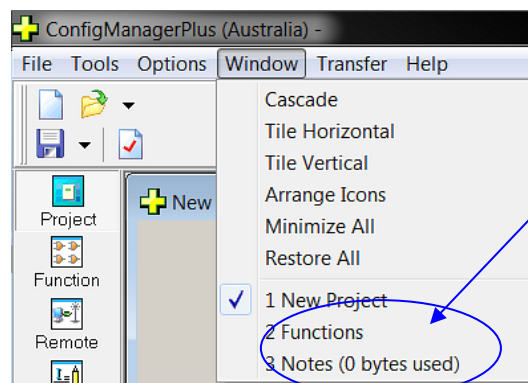 ConfigManagerPlus (Australia) -
File Tools Options Window Transfer Help
Cascade
Tile Horizontal
Tile Vertical
Arrange Icons
Minimize All
Restore All
1 New Project
2 Functions
3 Notes (0 bytes used)
New
Project
Function
Remote